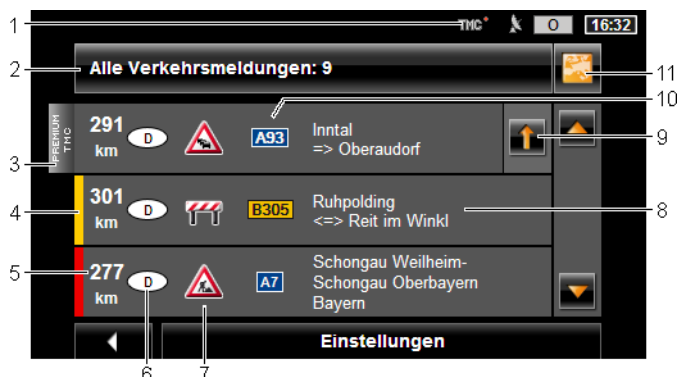 1
TMC
O
16:32
2
Alle Verkehrsmeldungen: 9
11
10
PREMIUM
TMC
3
291
km
D
A93
Inntal
=> Oberaudorf
9
4
301
km
D
B305
Ruhpolding
<=> Reit im Winkl
8
5
277
km
D
A7
Schongau Weilheim-
Schongau Oberbayern
Bayern
Einstellungen
6
7